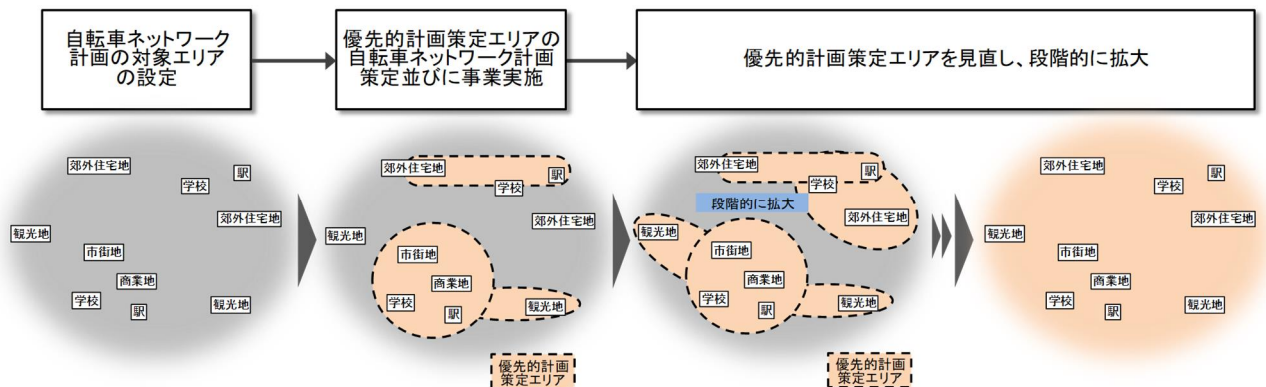 自転車ネットワーク
計画の対象エリア
の設定
優先的計画策定エリアの
自転車ネットワーク計画
策定並びに事業実施
優先的計画策定エリアを見直し、段階的に拡大
郊外住宅地
駅
学校
郊外住宅地
観光地
市街地
商業地
学校
駅
観光地
郊外住宅地
駅
学校
郊外住宅地
観光地
市街地
商業地
学校
駅
観光地
優先的計画
策定エリア
郊外住宅地
駅
学校
段階的に拡大
郊外住宅地
観光地
市街地
商業地
学校
駅
観光地
優先的計画
策定エリア
郊外住宅地
駅
学校
郊外住宅地
観光地
市街地
商業地
学校
駅
観光地